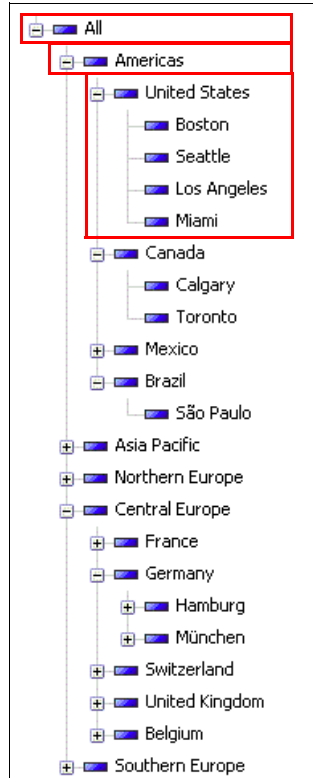 All
Americas
United States
Boston
Seattle
Los Angeles
Miami
Canada
Calgary
Toronto
Mexico
Brazil
São Paulo
Asia Pacific
Northern Europe
Central Europe
France
Germany
Hamburg
München
Switzerland
United Kingdom
Belgium
Southern Europe